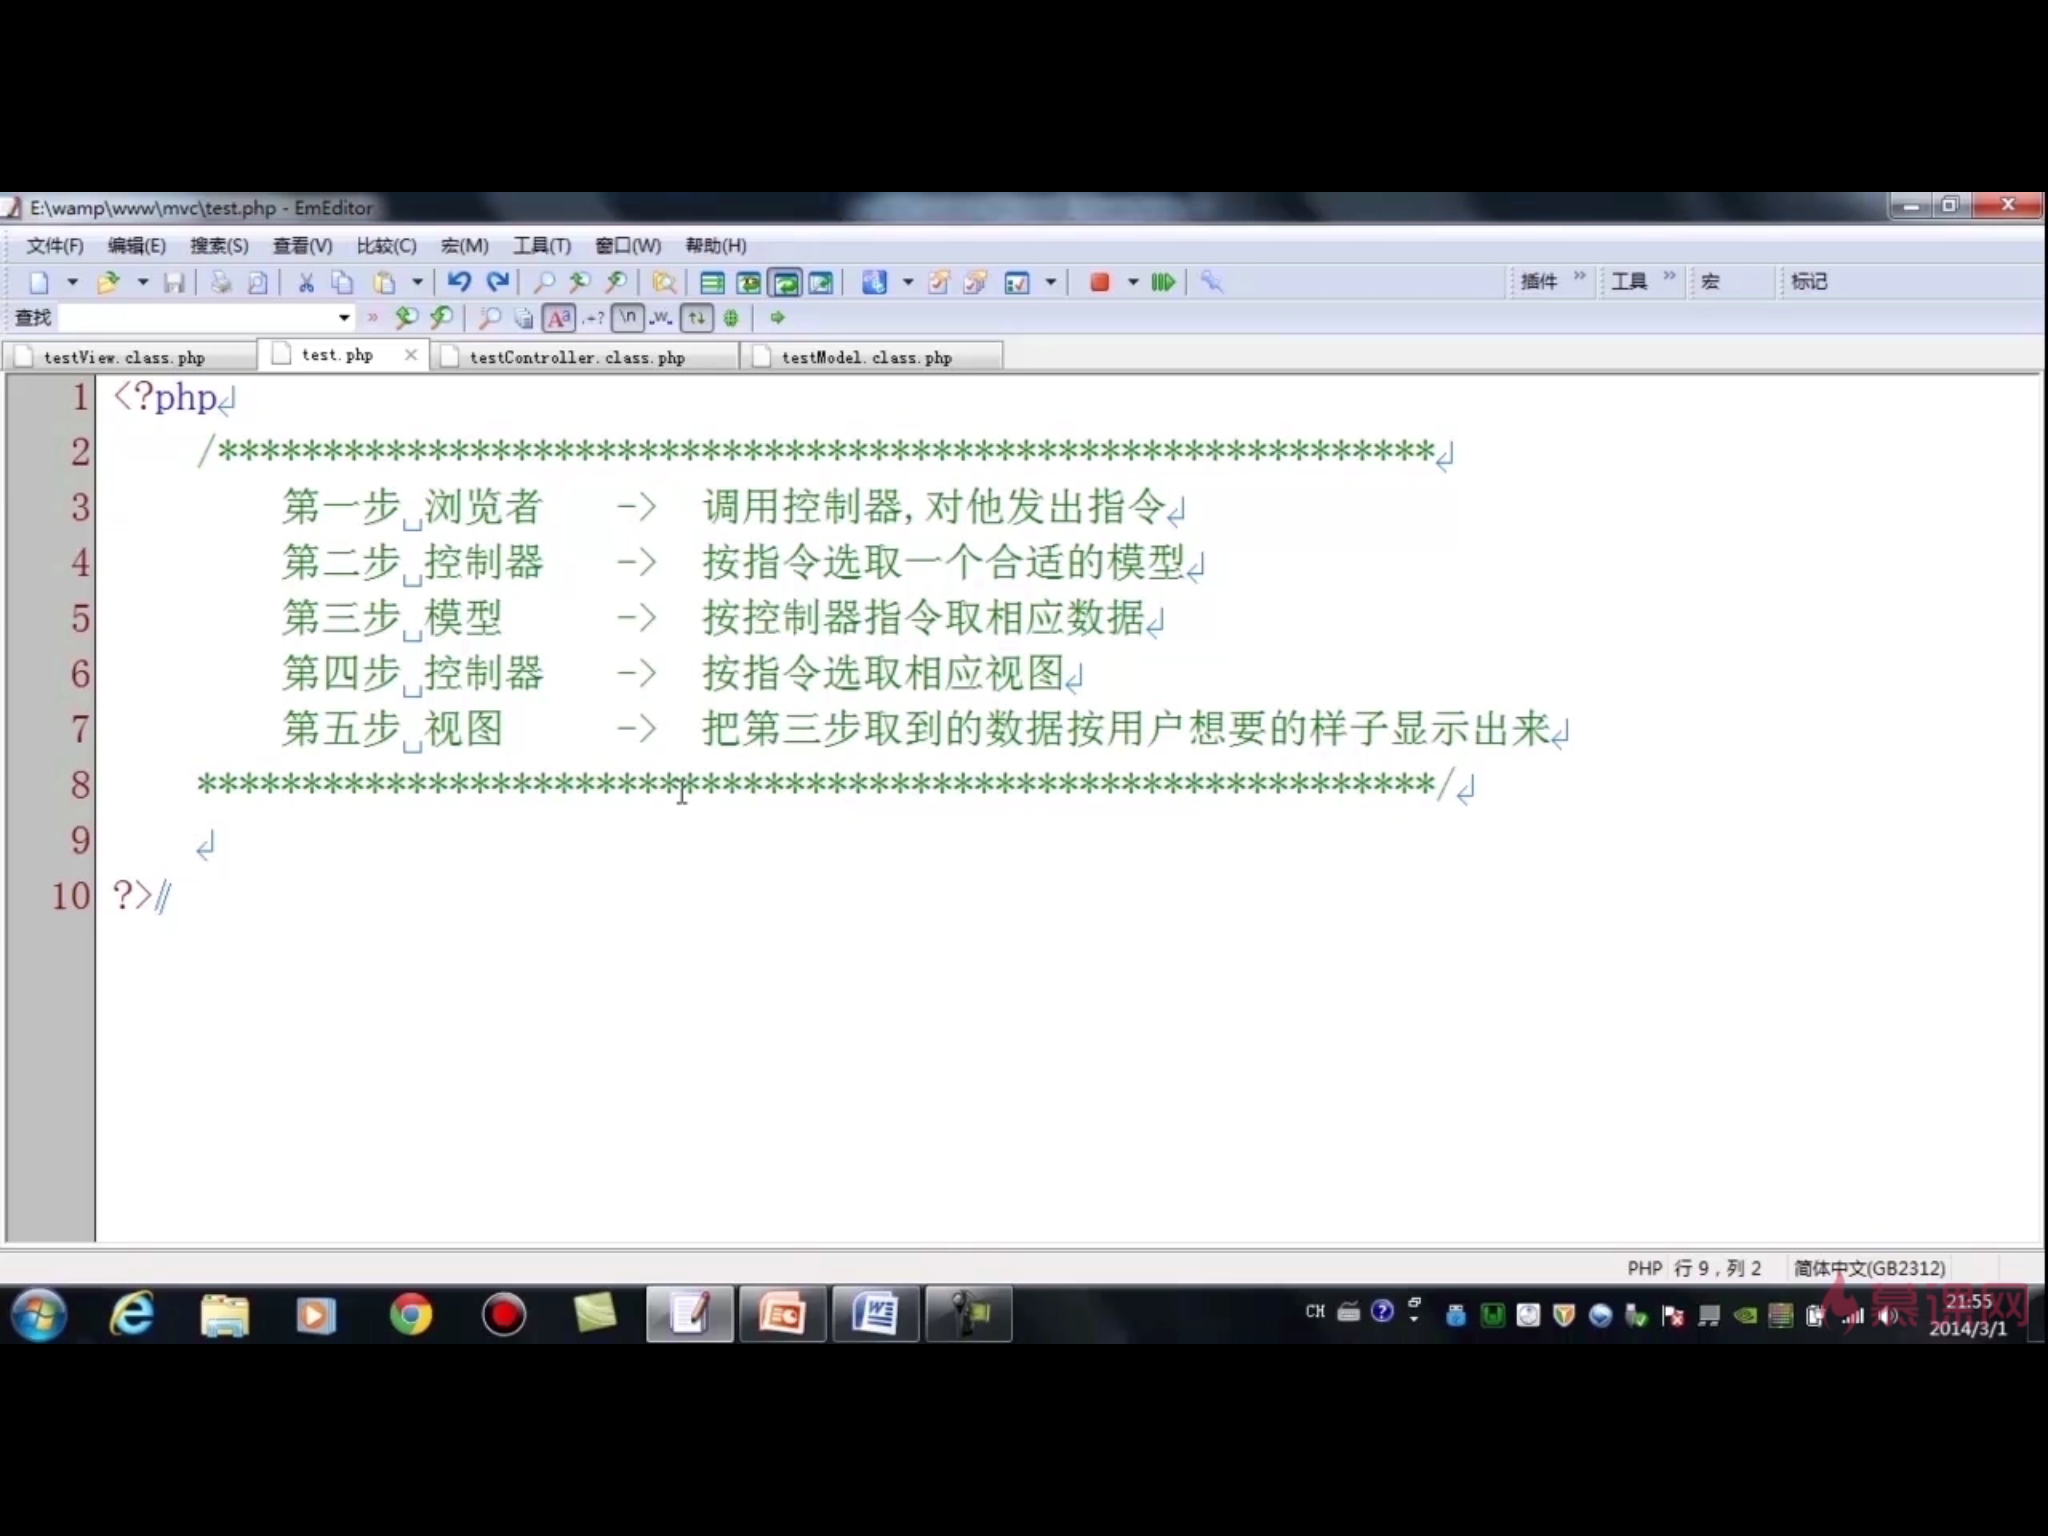 E:\wamp\www\mvc\test.php - EmEditor
文件(F) 编辑(E) 搜索(S) 查看(V) 比较(C) 宏(M) 工具(T) 窗口(W) 帮助(H)
插件 » 工具 » 宏 标记
查找
testView.class.php test.php testController.class.php testModel.class.php
1 <?php
2 /**********************************************************
3 第一步 浏览者 -> 调用控制器,对他发出指令
4 第二步 控制器 -> 按指令选取一个合适的模型
5 第三步 模型 -> 按控制器指令取相应数据
6 第四步 控制器 -> 按指令选取相应视图
7 第五步 视图 -> 把第三步取到的数据按用户想要的样子显示出来
8 ***********************************************************/
9
10 ?>
PHP 行 9 , 列 2 简体中文(GB2312)
CH 21:55
慕课网
2014/3/1